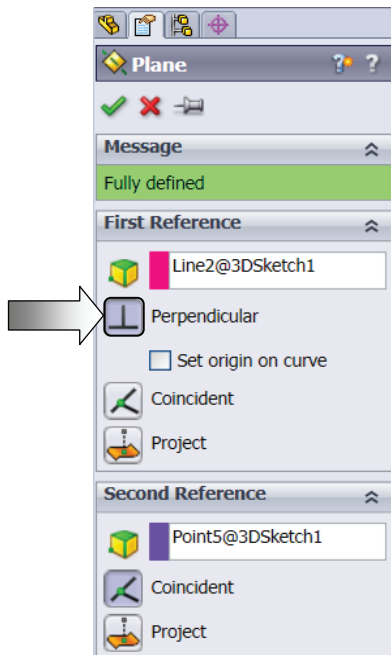 Plane
? ?
Message
Fully defined
First Reference
Line2@3DSketch1
Perpendicular
Set origin on curve
Coincident
Project
Second Reference
Point5@3DSketch1
Coincident
Project